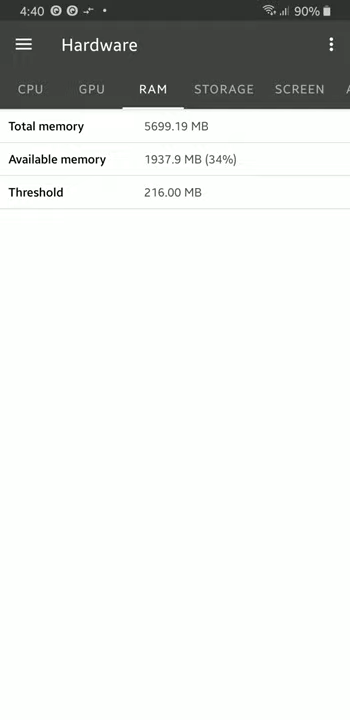 4:40 90%
Hardware
CPU GPU RAM STORAGE SCREEN
Total memory 5699.19 MB
Available memory 1937.9 MB (34%)
Threshold 216.00 MB